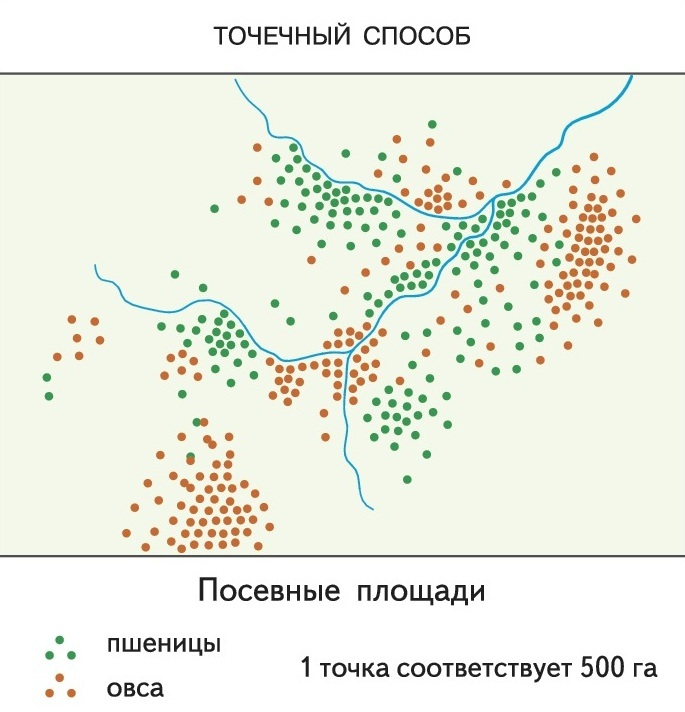 ТОЧЕЧНЫЙ СПОСОБ
Посевные площади
пшеницы
овса
1 точка соответствует 500 га